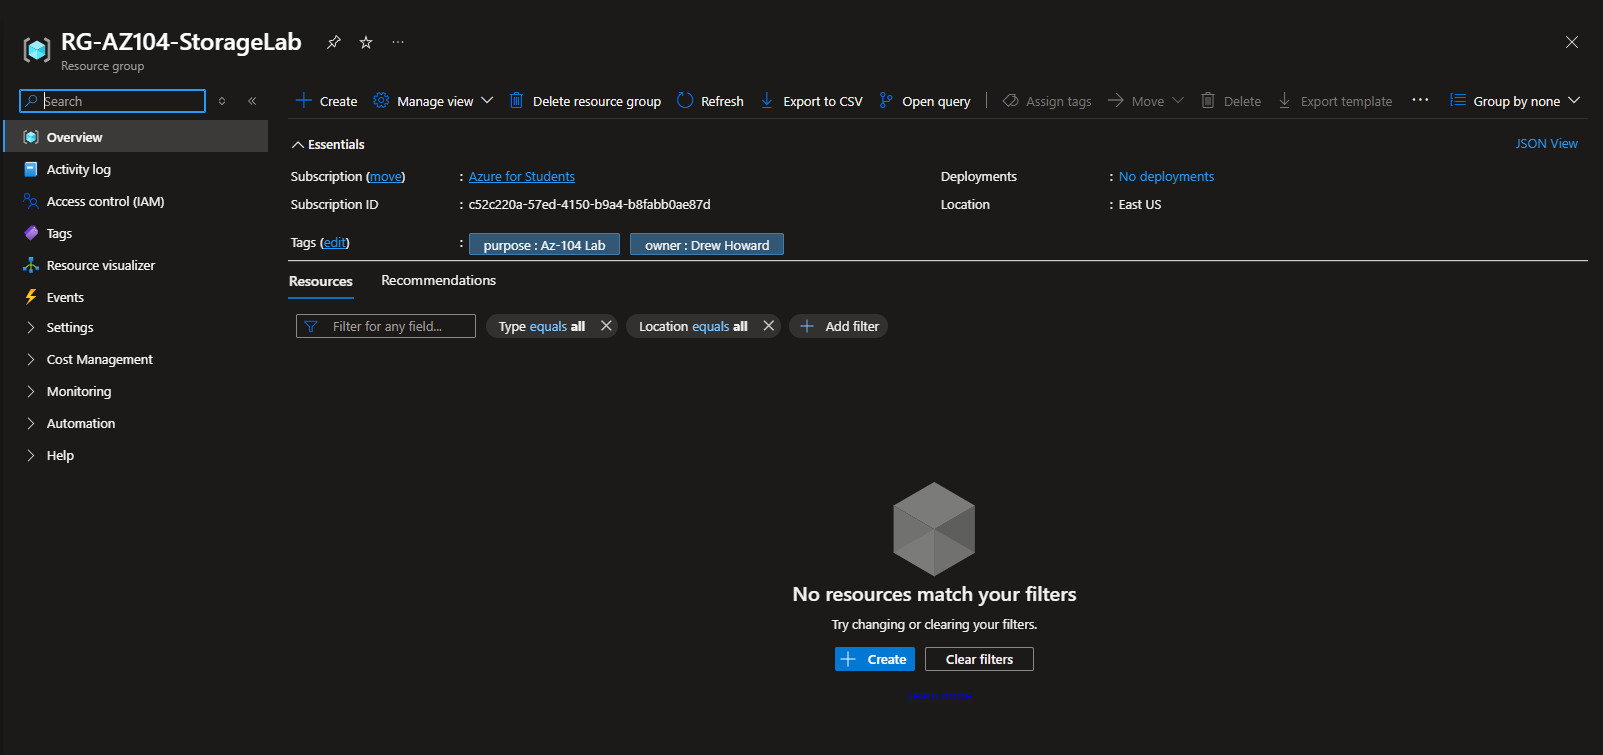 RG-AZ104-StorageLab
Resource group
Search
Overview
Activity log
Access control (IAM)
Tags
Resource visualizer
Events
Settings
Cost Management
Monitoring
Automation
Help
Create Manage view Delete resource group Refresh Export to CSV Open query Assign tags Move Delete Export template ··· Group by none
Essentials JSON View
Subscription (move) : Azure for Students Deployments : No deployments
Subscription ID : c52c220a-57ed-4150-b9a4-b8fabb0ae87d Location : East US
Tags (edit) : purpose : Az-104 Lab owner : Drew Howard
Resources Recommendations
Filter for any field... Type equals all Location equals all Add filter
No resources match your filters
Try changing or clearing your filters.
Create Clear filters
Learn more